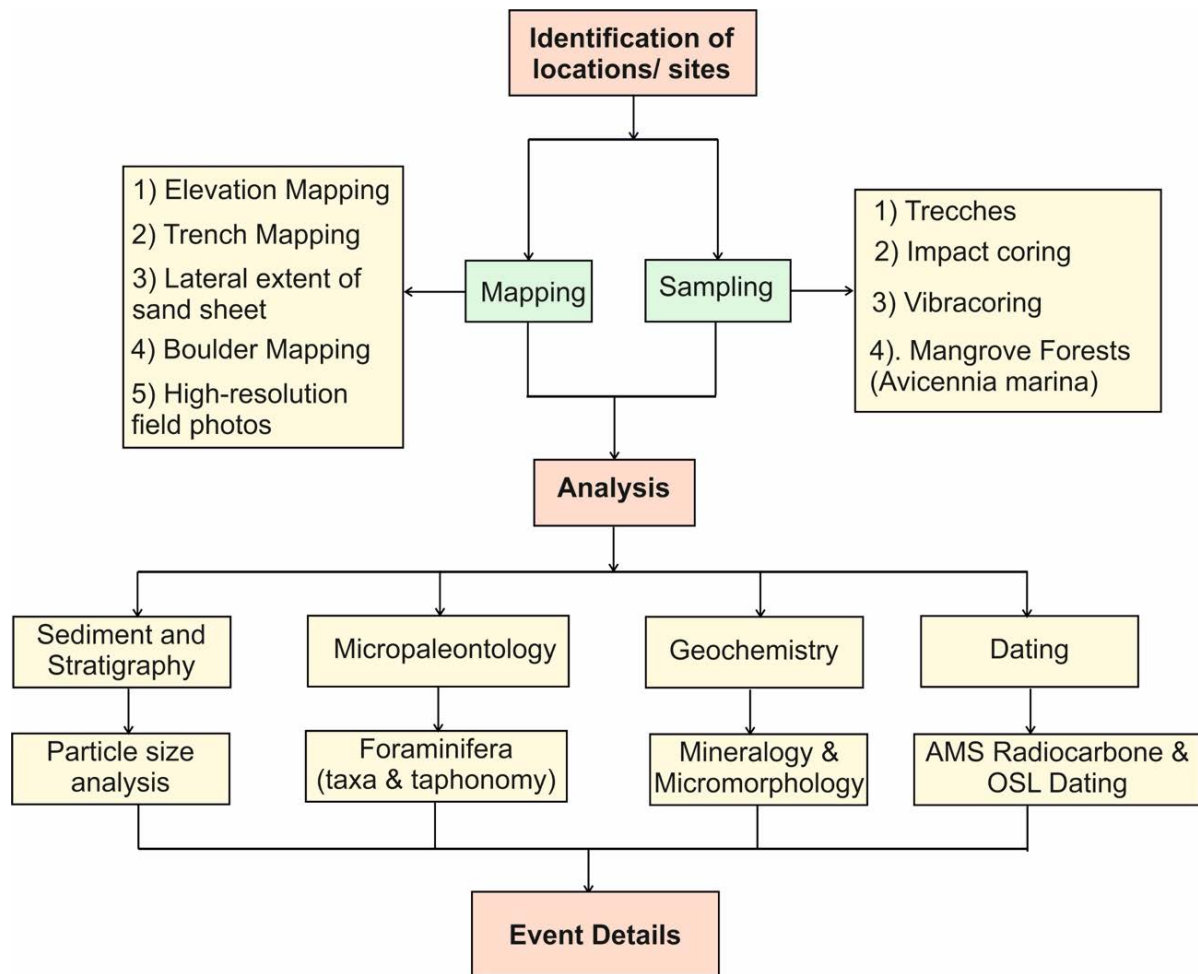 Identification of
locations/ sites
1) Elevation Mapping
2) Trench Mapping
3) Lateral extent of
sand sheet
4) Boulder Mapping
5) High-resolution
field photos
Mapping
Sampling
1) Trecches
2) Impact coring
3) Vibracoring
4). Mangrove Forests
(Avicennia marina)
Analysis
Sediment and
Stratigraphy
Micropaleontology
Geochemistry
Dating
Particle size
analysis
Foraminifera
(taxa & taphonomy)
Mineralogy &
Micromorphology
AMS Radiocarbone &
OSL Dating
Event Details